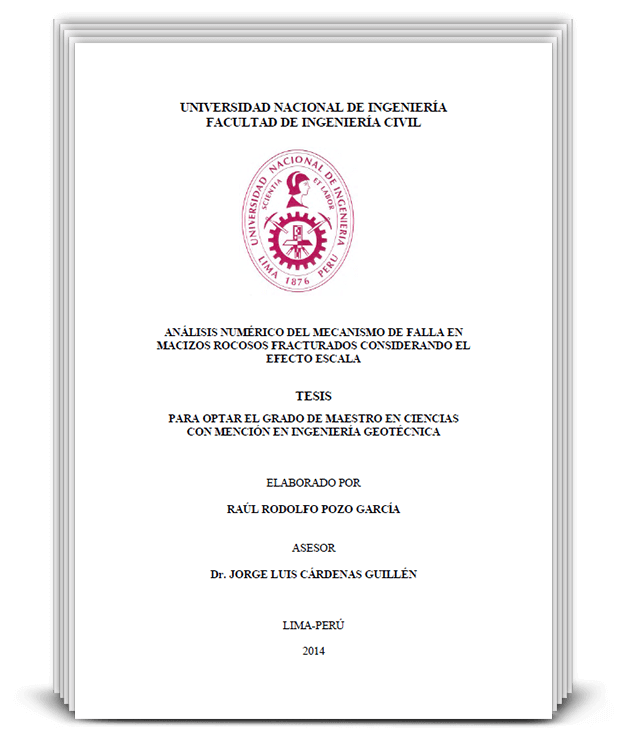 UNIVERSIDAD NACIONAL DE INGENIERÍA
FACULTAD DE INGENIERÍA CIVIL
UNIVERSIDAD NACIONAL DE INGENIERÍA
SCIENTIA ET LABOR
LIMA 1876 PERU
ANÁLISIS NUMÉRICO DEL MECANISMO DE FALLA EN
MACIZOS ROCOSOS FRACTURADOS CONSIDERANDO EL
EFECTO ESCALA
TESIS
PARA OPTAR EL GRADO DE MAESTRO EN CIENCIAS
CON MENCIÓN EN INGENIERÍA GEOTÉCNICA
ELABORADO POR
RAÚL RODOLFO POZO GARCÍA
ASESOR
Dr. JORGE LUIS CÁRDENAS GUILLÉN
LIMA-PERÚ
2014